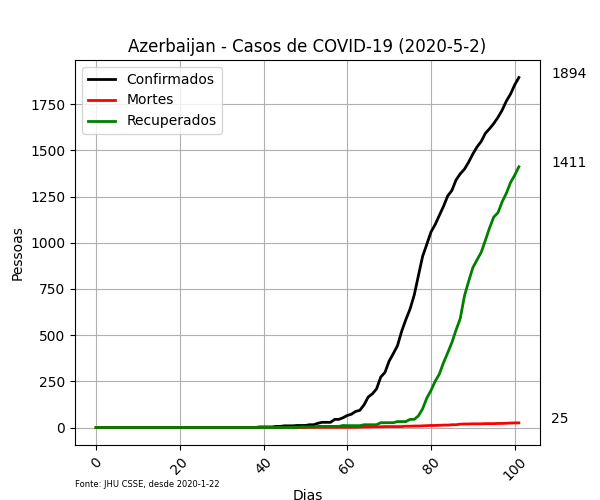 Azerbaijan - Casos de COVID-19 (2020-5-2)
Confirmados
Mortes
Recuperados
1894
1411
25
Pessoas
1750
1500
1250
1000
750
500
250
0
0
20
40
60
80
100
Fonte: JHU CSSE, desde 2020-1-22
Dias